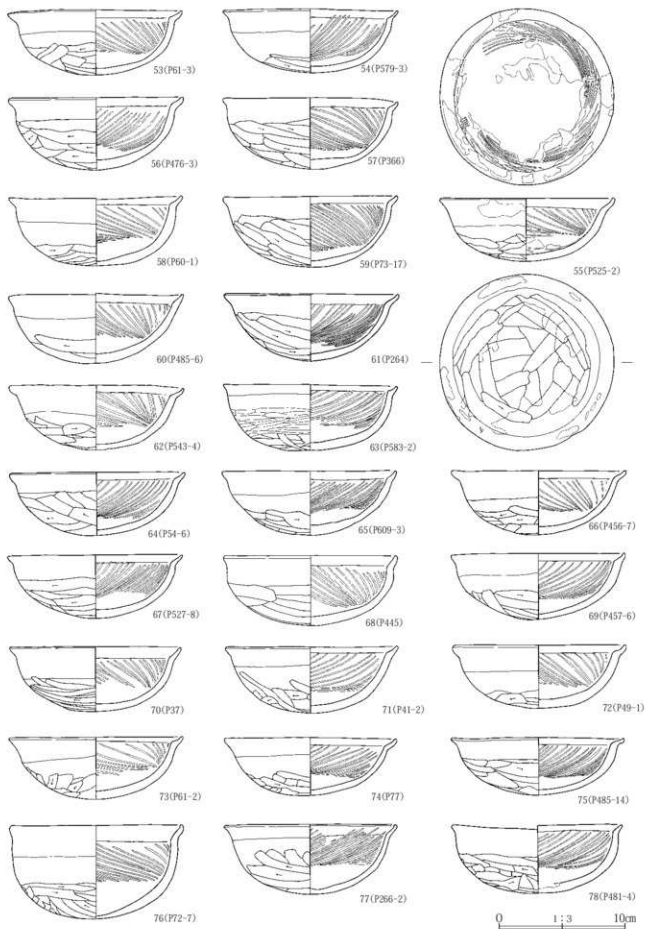 53(P61-3)
54(P579-3)
56(P476-3)
57(P366)
58(P60-1)
59(P73-17)
55(P525-2)
60(P485-6)
61(P264)
62(P543-4)
63(P583-2)
64(P54-6)
65(P609-3)
66(P456-7)
67(P527-8)
68(P445)
69(P457-6)
70(P37)
71(P41-2)
72(P49-1)
73(P61-2)
74(P77)
75(P485-14)
76(P72-7)
77(P266-2)
78(P481-4)
0 1:3 10cm